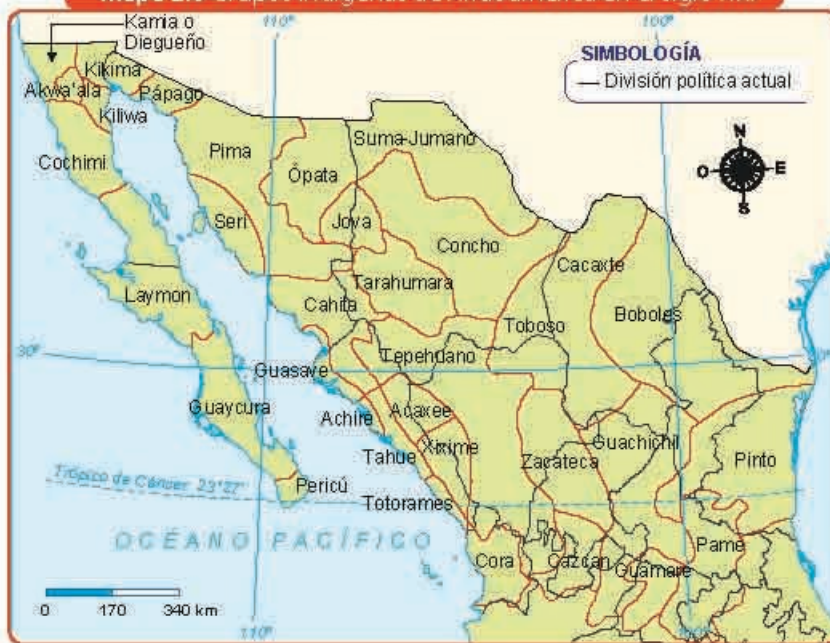 110°
100°
Kamia o
Diegueño
SIMBOLOGÍA
División política actual
Kikima
Akwa'ala
Pápago
Kiliwa
Suma-Jumano
N
O
E
S
Cochimi
Pima
Ópata
Seri
Jova
Concho
Cacaxte
Laymon
Tarahumara
Cahita
Toboso
Boboles
30°
Guasave
Tepehuano
Guaycura
Achire
Acaxee
Xixime
Guachichil
Tahue
Zacateca
Pinto
Trópico de Cáncer 23°27'
Pericú
Totorames
OCÉANO PACÍFICO
Cora
Cazcan
Guamare
Pame
0 170 340 km
110°